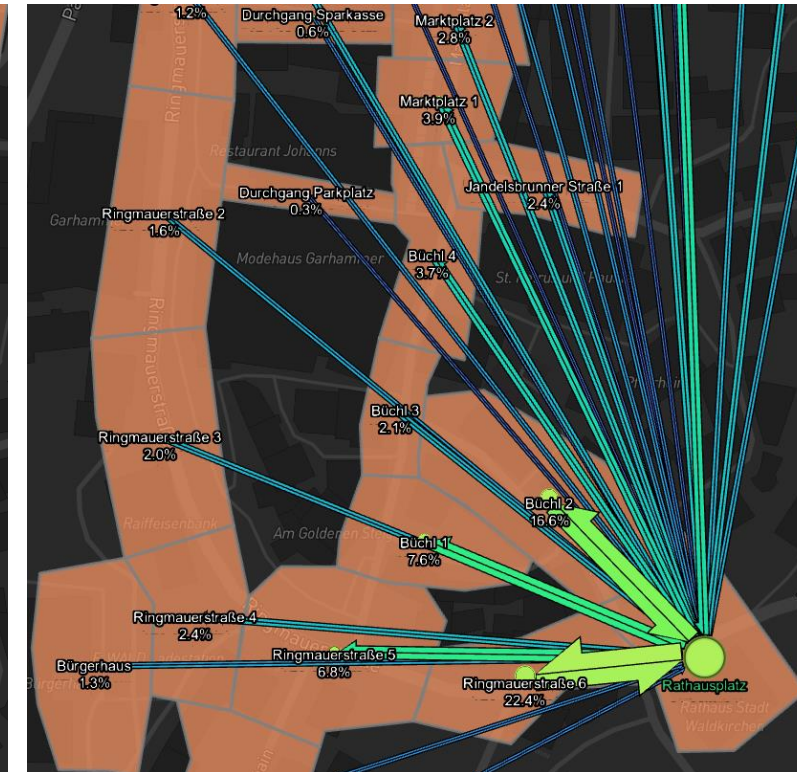 1.2%
Durchgang Sparkasse
0.6%
Marktplatz 2
2.8%
Marktplatz 1
3.9%
Restaurant Johanns
Jandelsbrunner Straße 1
2.4%
Durchgang Parkplatz
0.3%
Ringmauerstraße 2
1.6%
Modehaus Garhammer
Büchl 4
3.7%
Büchl 3
2.1%
Ringmauerstraße 3
2.0%
Büchl 2
16.6%
Raiffeisenbank
Am Goldenen
Büchl 1
7.6%
Ringmauerstraße 4
2.4%
Ringmauerstraße 5
6.8%
Bürgerhaus
1.3%
Ringmauerstraße 6
22.4%
Rathausplatz
Rathaus Stadt
Waldkirchen